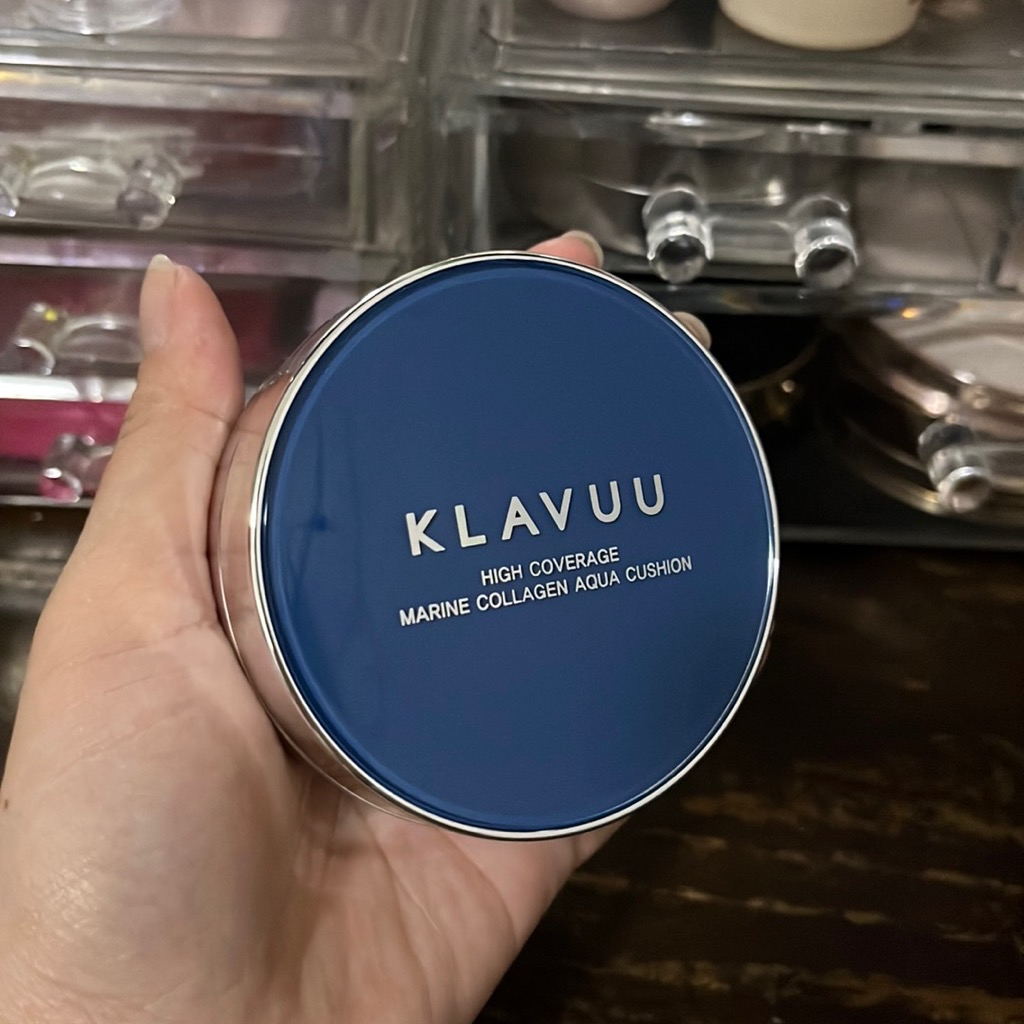 KLAVUU
HIGH COVERAGE
MARINE COLLAGEN AQUA CUSHION